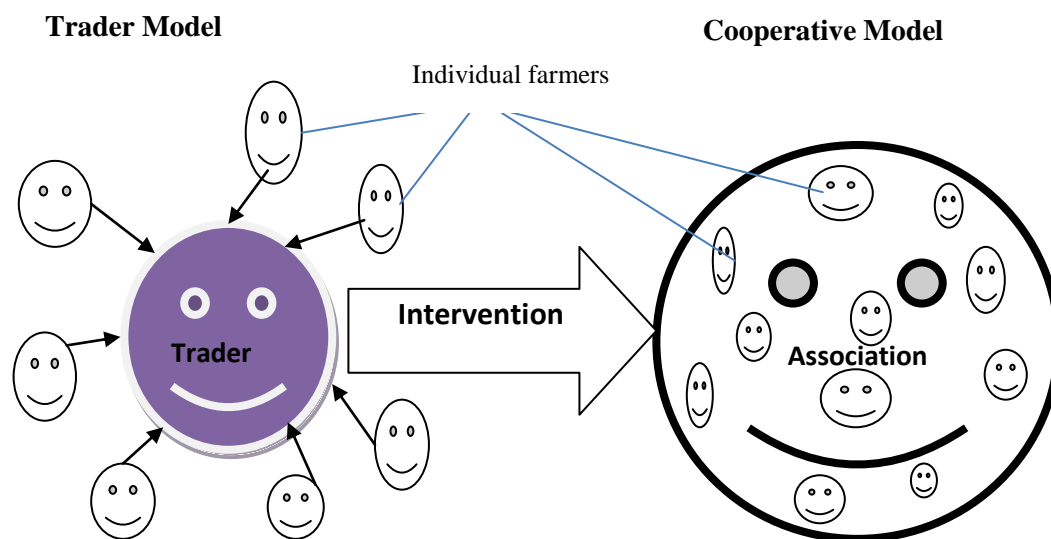 Trader Model
Cooperative Model
Individual farmers
Intervention
Trader
Association